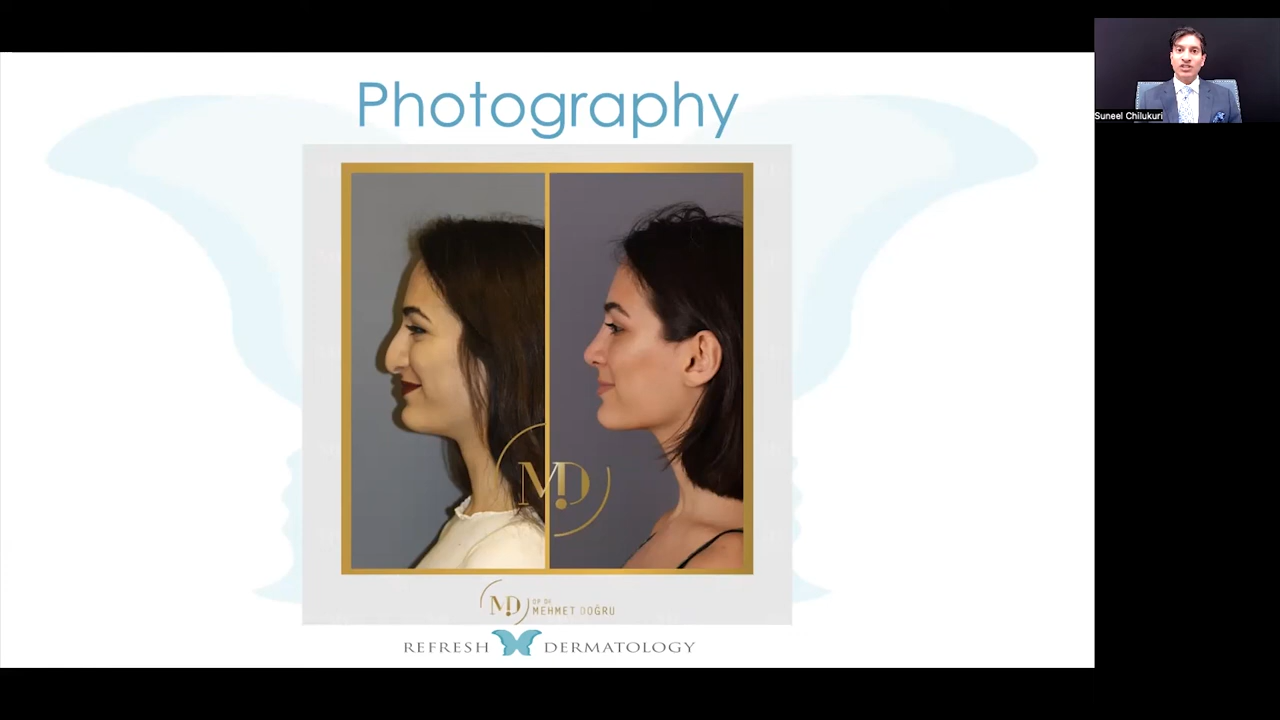 Photography
Suneel Chilukuri
MD
MD
OP DR
MEHMET DOĞRU
REFRESH DERMATOLOGY